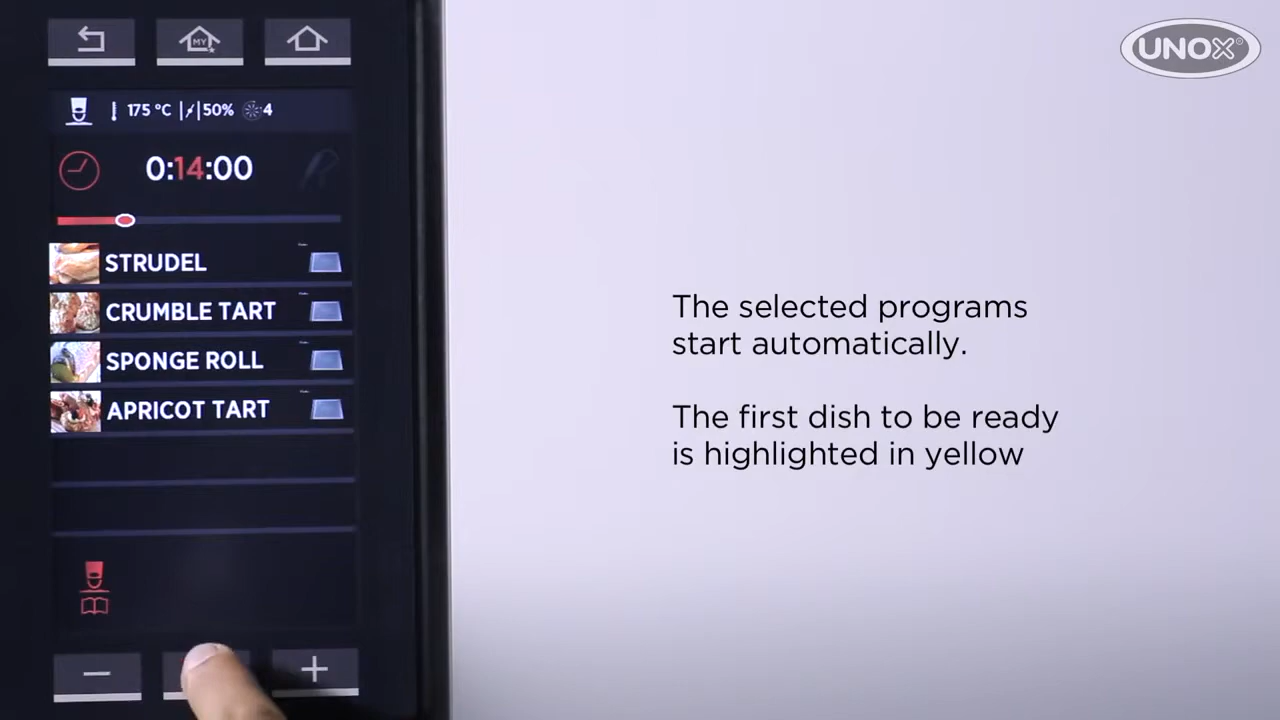 MY
UNOX®
175 °C 50% 4
0:14:00
STRUDEL
CRUMBLE TART
SPONGE ROLL
APRICOT TART
The selected programs
start automatically.
The first dish to be ready
is highlighted in yellow
− +